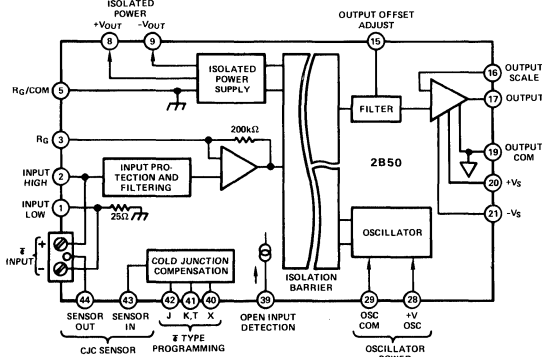 ISOLATED
POWER
+VOUT -VOUT
8 9
OUTPUT OFFSET
ADJUST
15
RG/COM 5
ISOLATED
POWER
SUPPLY
16 OUTPUT
SCALE
17 OUTPUT
FILTER
RG 3
200kΩ
INPUT
HIGH 2
INPUT PRO-
TECTION AND
FILTERING
2B50
19 OUTPUT
COM
20 +VS
21 -VS
INPUT
LOW 1
25Ω
+
INPUT
-
COLD JUNCTION
COMPENSATION
ISOLATION
BARRIER
OSCILLATOR
44 43 42 41 40 39 29 28
SENSOR
OUT
SENSOR
IN
J K,T X
OPEN INPUT
DETECTION
OSC
COM
+V
OSC
CJC SENSOR
TYPE
PROGRAMMING
OSCILLATOR